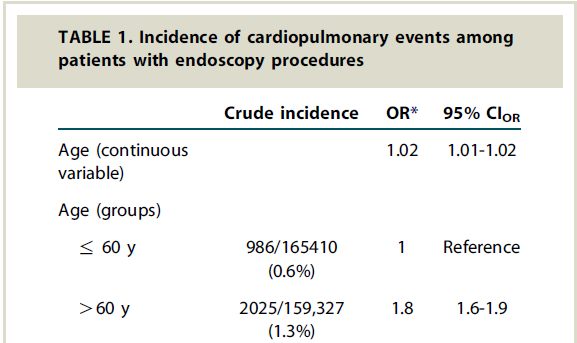 TABLE 1. Incidence of cardiopulmonary events among
patients with endoscopy procedures
Crude incidence OR* 95% CIOR
Age (continuous 1.02 1.01-1.02
variable)
Age (groups)
≤ 60 y 986/165410 1 Reference
(0.6%)
>60 y 2025/159,327 1.8 1.6-1.9
(1.3%)